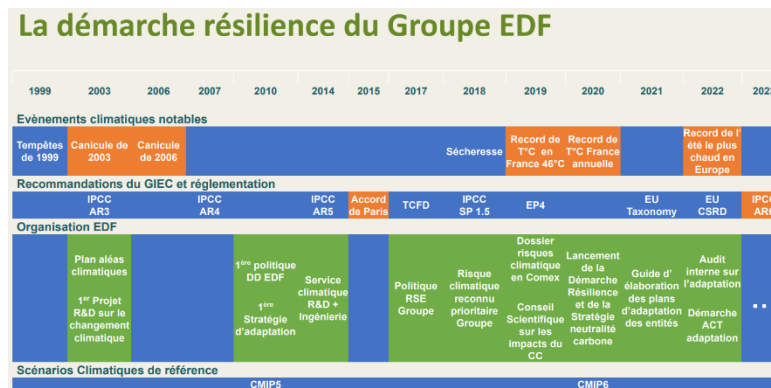 La démarche résilience du Groupe EDF
1999 2003 2006 2007 2010 2014 2015 2017 2018 2019 2020 2021 2022 2023
Evènements climatiques notables
Tempêtes
de 1999
Canicule de
2003
Canicule
de 2006
Sécheresse
Record de
T°C en
France 46°C
Record de
T°C France
annuelle
Record de l'
été le plus
chaud en
Europe
Recommandations du GIEC et réglementation
IPCC
AR3
IPCC
AR4
IPCC
AR5
Accord
de Paris
TCFD
IPCC
SP 1.5
EP4
EU
Taxonomy
EU
CSRD
Organisation EDF
Plan aléas
climatiques
1er Projet
R&D sur le
changement
climatique
1ère politique
DD EDF
1ère
Stratégie
d'adaptation
Service
climatique
R&D +
Ingénierie
Politique
RSE
Groupe
Risque
climatique
reconnu
prioritaire
Groupe
Dossier
risques
climatique
en Comex
Conseil
Scientifique
sur les
impacts du
CC
Lancement
de la
Démarche
Résilience
et de la
Stratégie
neutralité
carbone
Guide d'
élaboration
des plans
d'adaptation
des entités
Audit
interne sur
l'adaptation
Démarche
ACT
adaptation
..
Scénarios Climatiques de référence
CMIP5 CMIP6